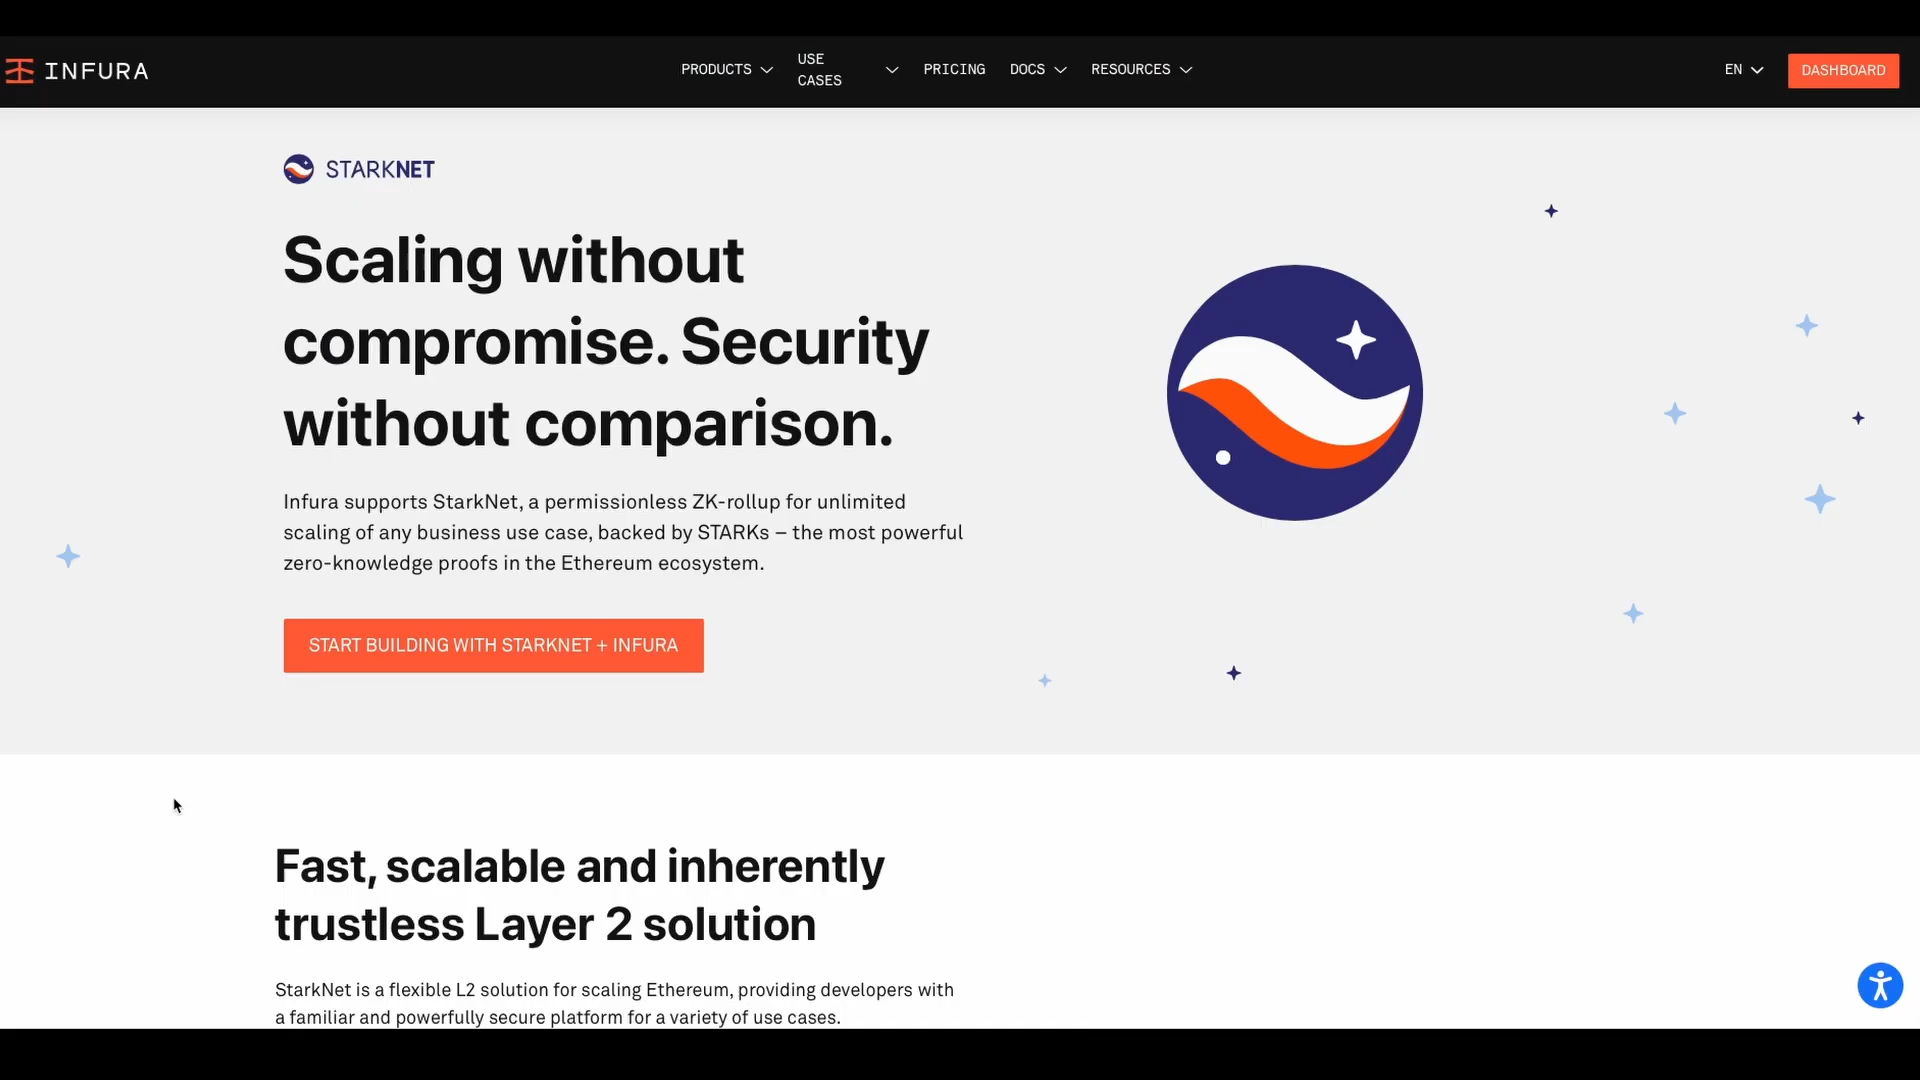 INFURA
PRODUCTS
USE
CASES
PRICING
DOCS
RESOURCES
EN
DASHBOARD
STARKNET
Scaling without
compromise. Security
without comparison.
Infura supports StarkNet, a permissionless ZK-rollup for unlimited
scaling of any business use case, backed by STARKs – the most powerful
zero-knowledge proofs in the Ethereum ecosystem.
START BUILDING WITH STARKNET + INFURA
Fast, scalable and inherently
trustless Layer 2 solution
StarkNet is a flexible L2 solution for scaling Ethereum, providing developers with
a familiar and powerfully secure platform for a variety of use cases.